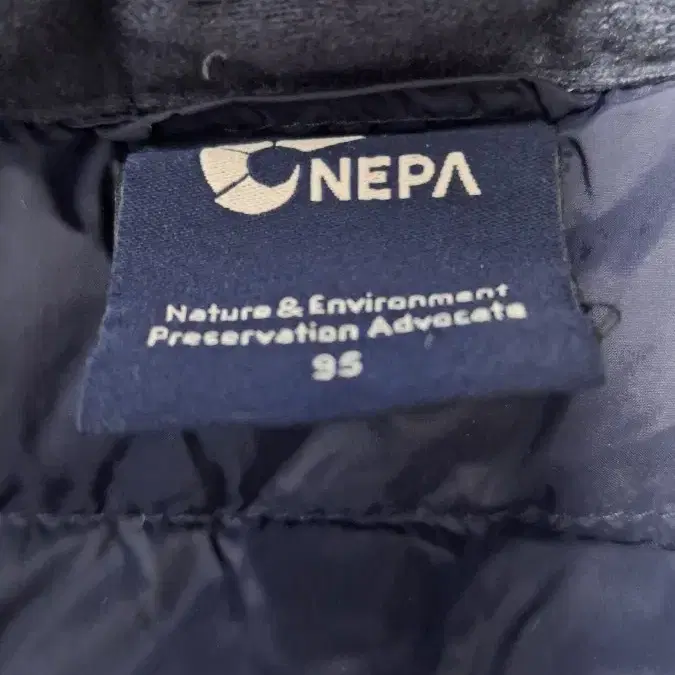 NEPA
Nature & Environment
Preservation Advocate
95